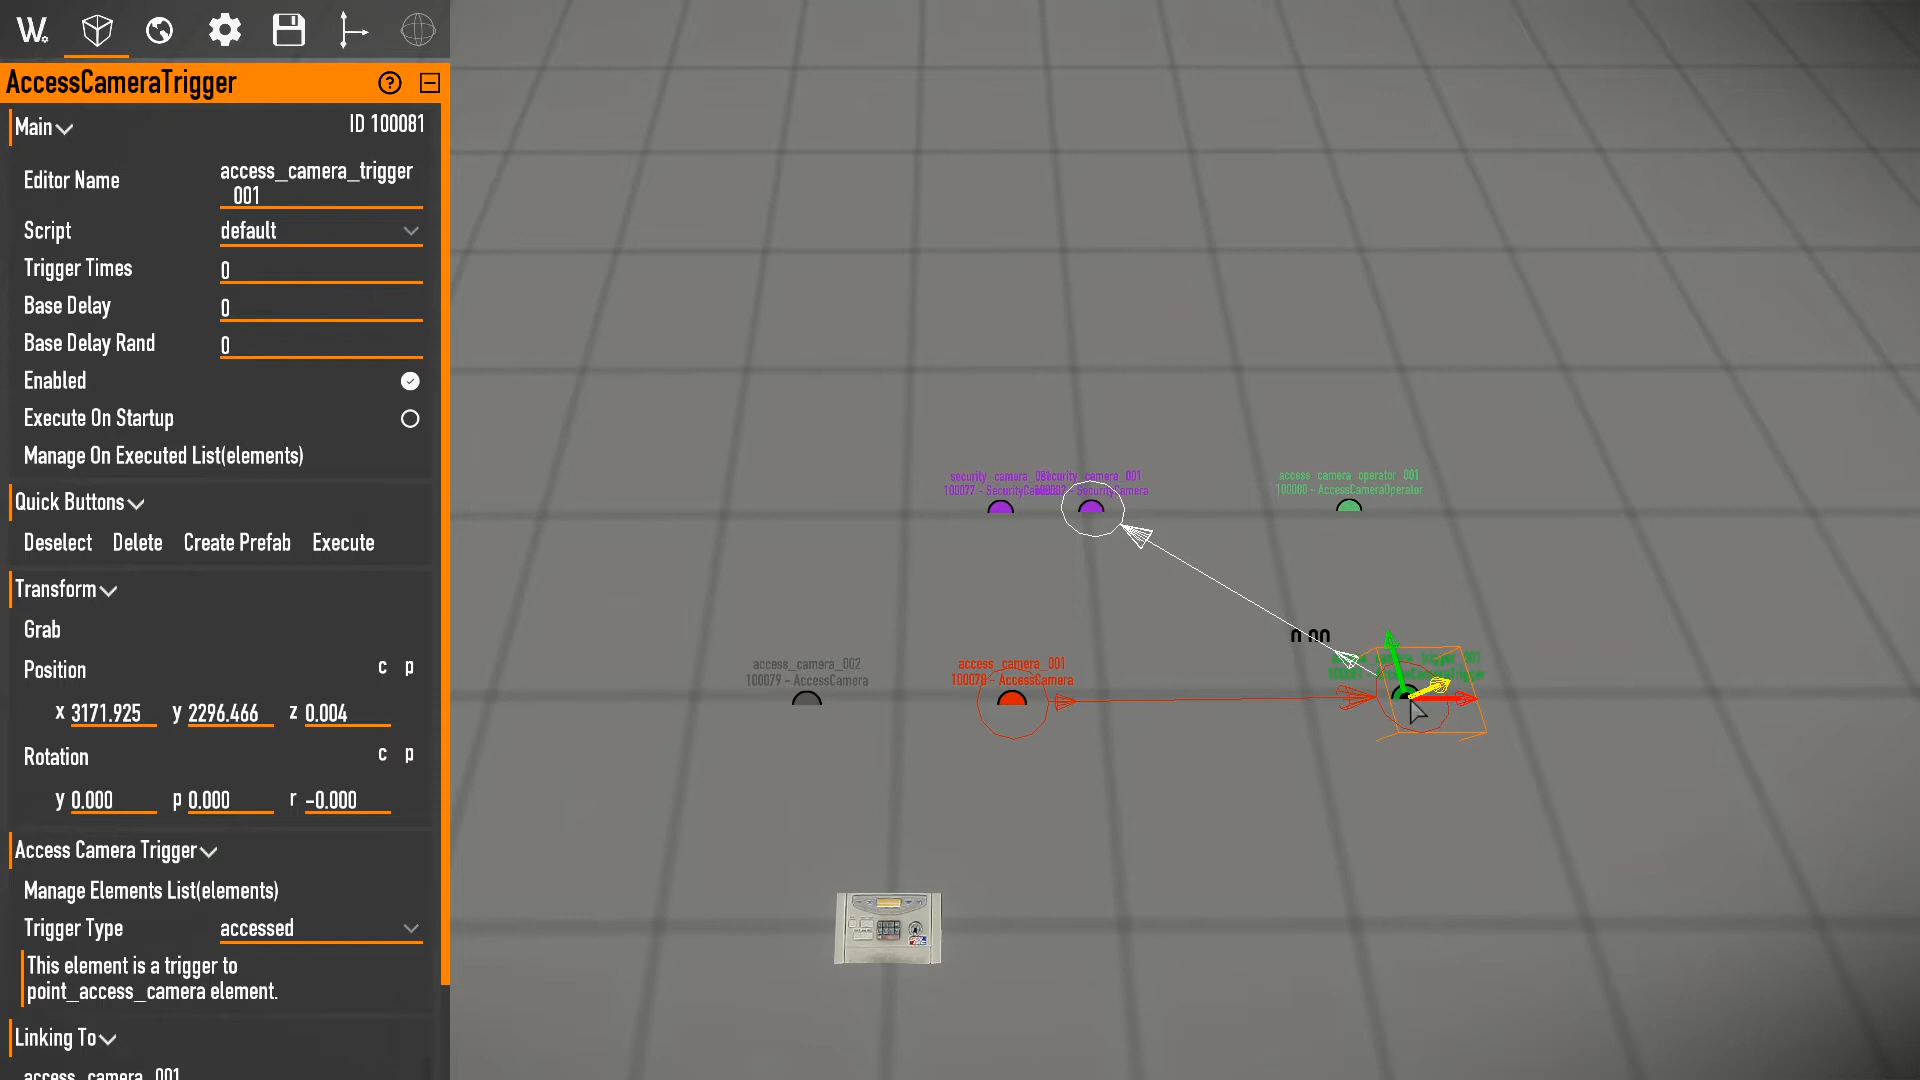 AccessCameraTrigger
Main
ID 100081
Editor Name
access_camera_trigger
_001
Script
default
Trigger Times
0
Base Delay
0
Base Delay Rand
0
Enabled
Execute On Startup
Manage On Executed List(elements)
Quick Buttons
Deselect Delete Create Prefab Execute
Transform
Grab
Position
c p
x 3171.925 y 2296.466 z 0.004
Rotation
c p
y 0.000 p 0.000 r -0.000
Access Camera Trigger
Manage Elements List(elements)
Trigger Type
accessed
This element is a trigger to
point_access_camera element.
Linking To
access_camera_001
security_camera_001
100077 - SecurityCamera
access_camera_operator_001
100080 - AccessCameraOperator
access_camera_002
100079 - AccessCamera
access_camera_001
100078 - AccessCamera